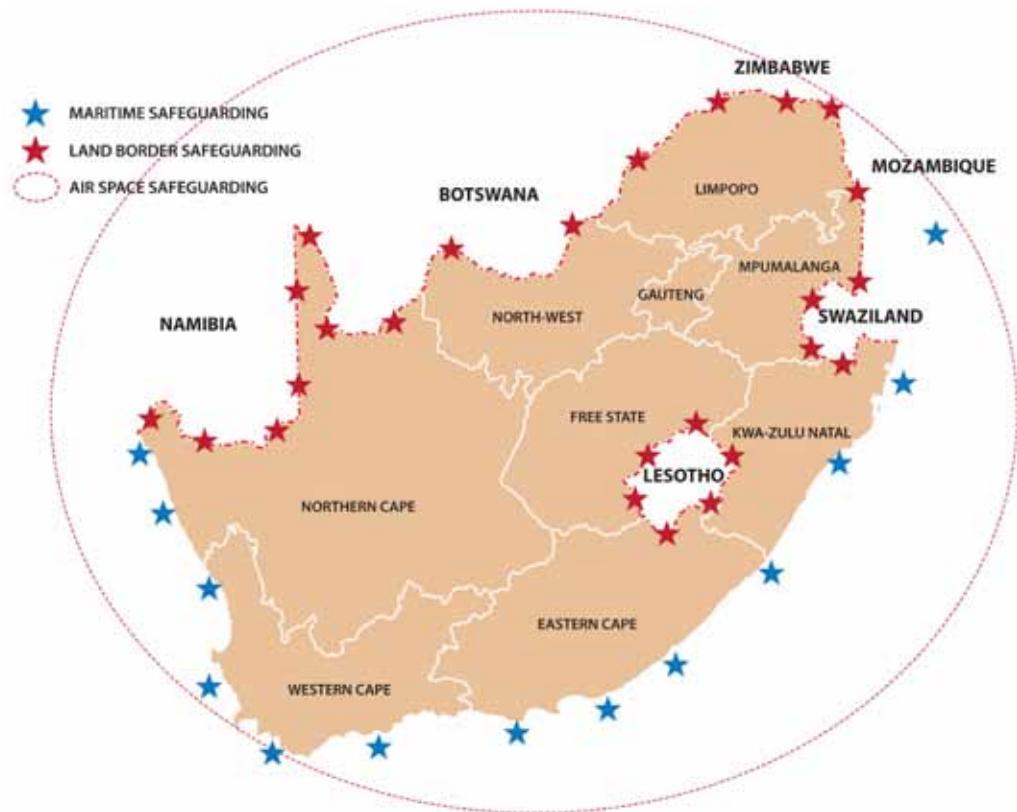 ZIMBABWE
MARITIME SAFEGUARDING
LAND BORDER SAFEGUARDING
AIR SPACE SAFEGUARDING
MOZAMBIQUE
BOTSWANA
LIMPOPO
MPUMALANGA
GAUTENG
NAMIBIA
NORTH-WEST
SWAZILAND
FREE STATE
KWA-ZULU NATAL
LESOTHO
NORTHERN CAPE
EASTERN CAPE
WESTERN CAPE